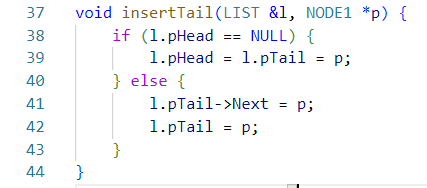 37 void insertTail(LIST &l, NODE1 *p) {
38     if (l.pHead == NULL) {
39         l.pHead = l.pTail = p;
40     } else {
41         l.pTail->Next = p;
42         l.pTail = p;
43     }
44 }